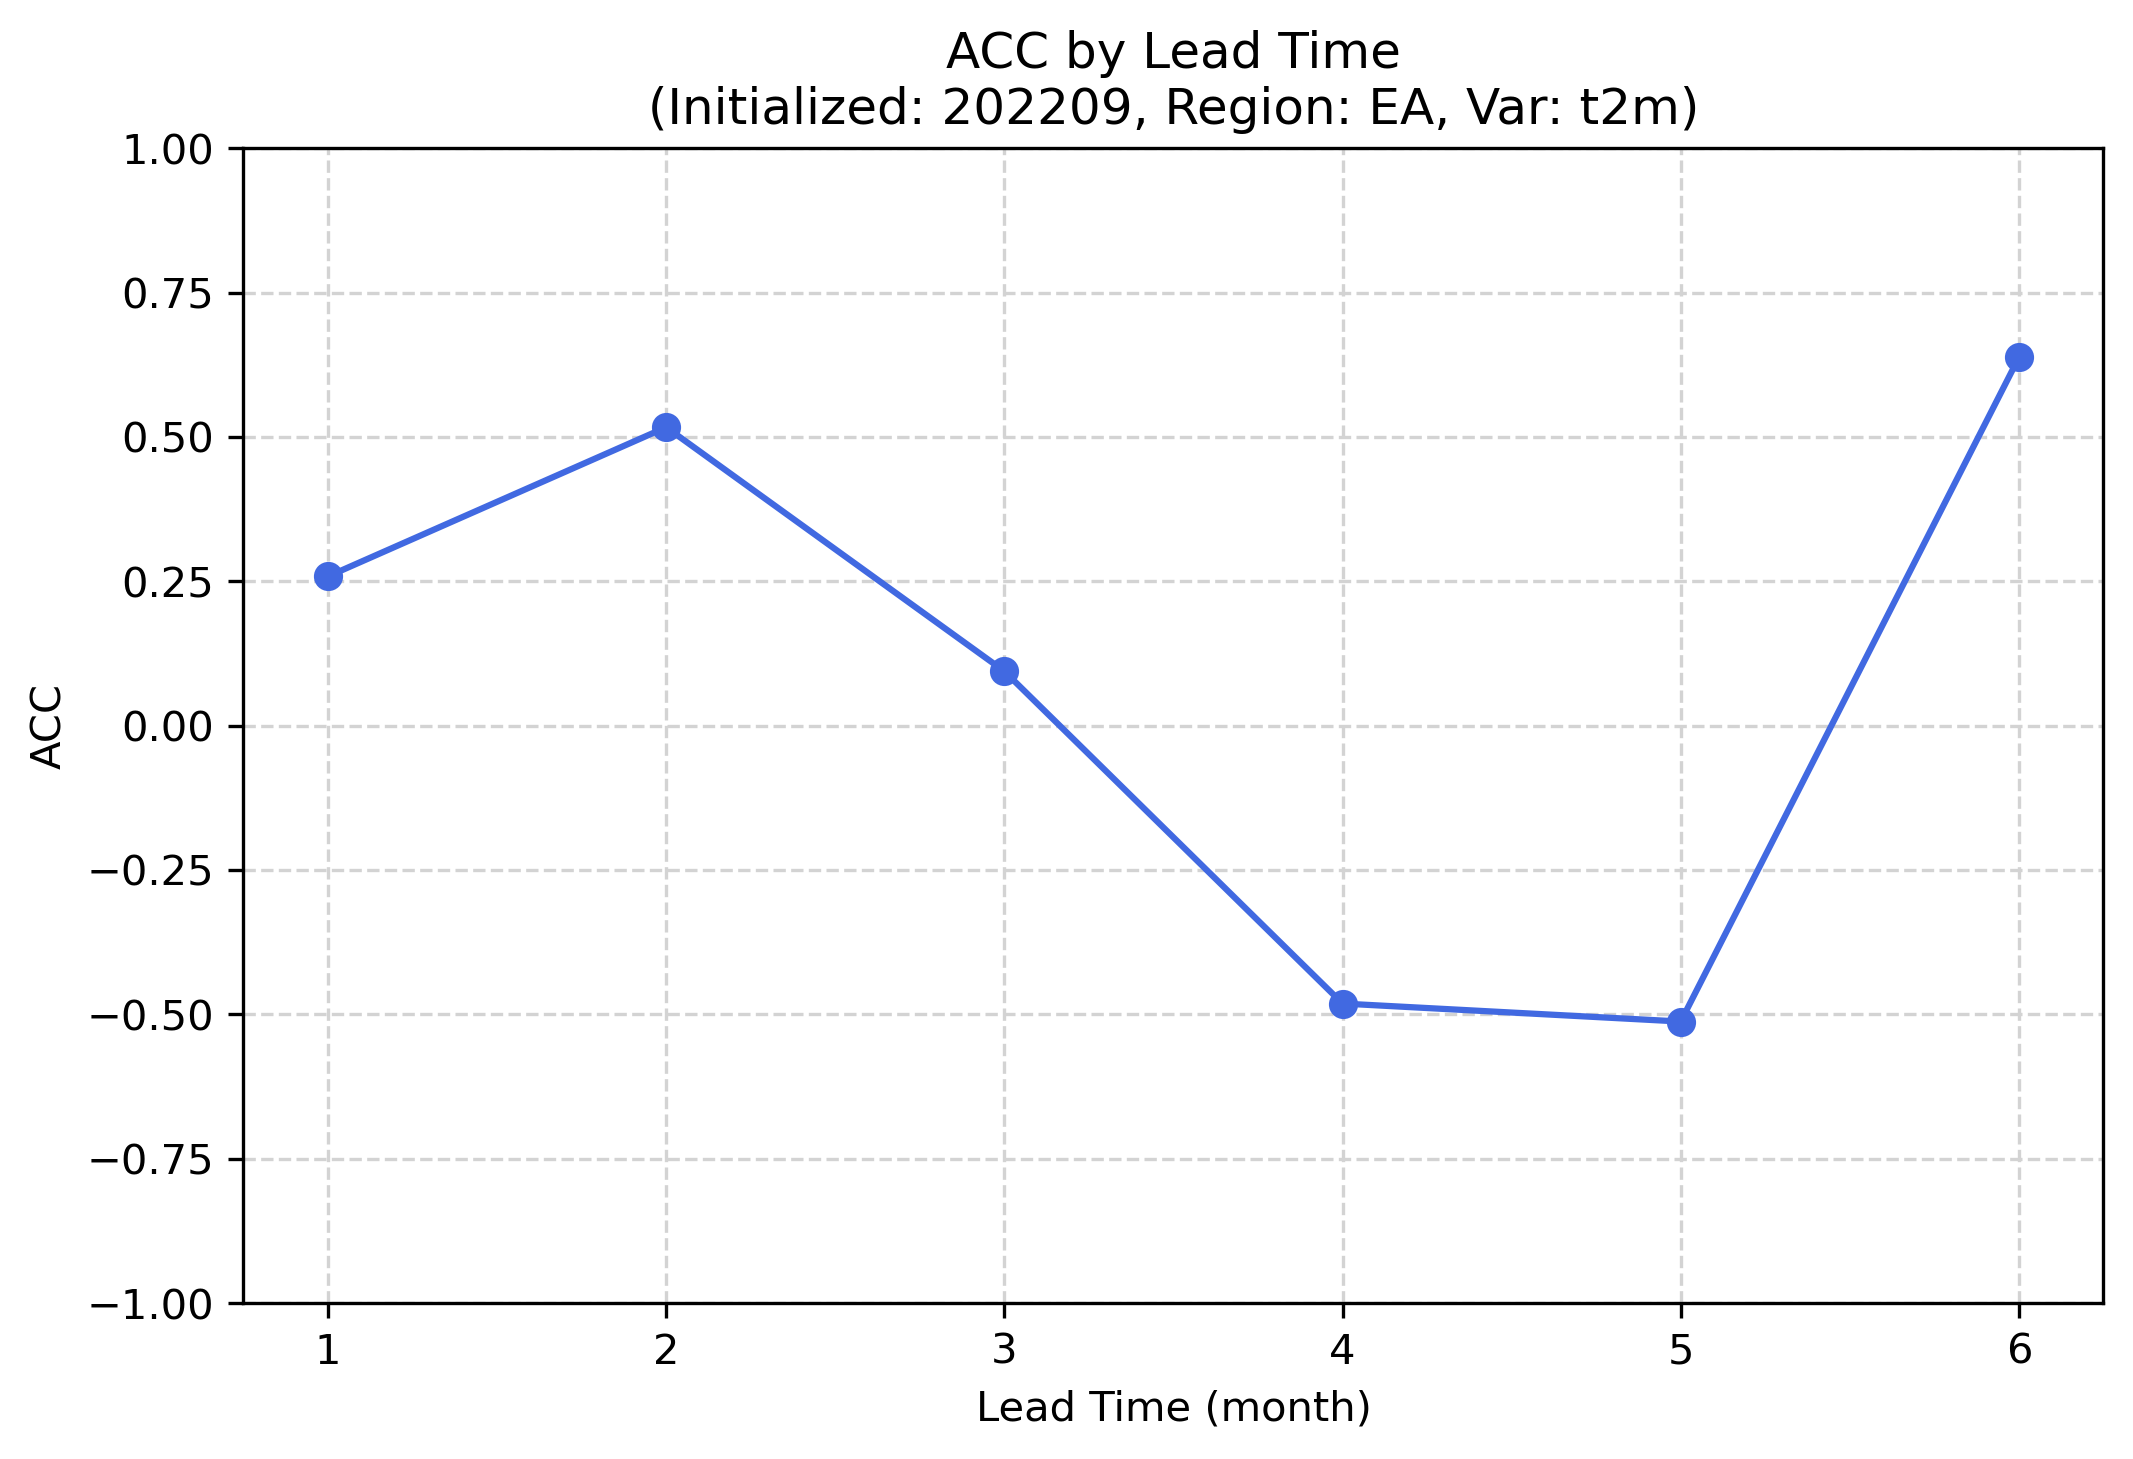 ACC by Lead Time
(Initialized: 202209, Region: EA, Var: t2m)
1.00
0.75
0.50
0.25
0.00
−0.25
−0.50
−0.75
−1.00
ACC
1 2 3 4 5 6
Lead Time (month)